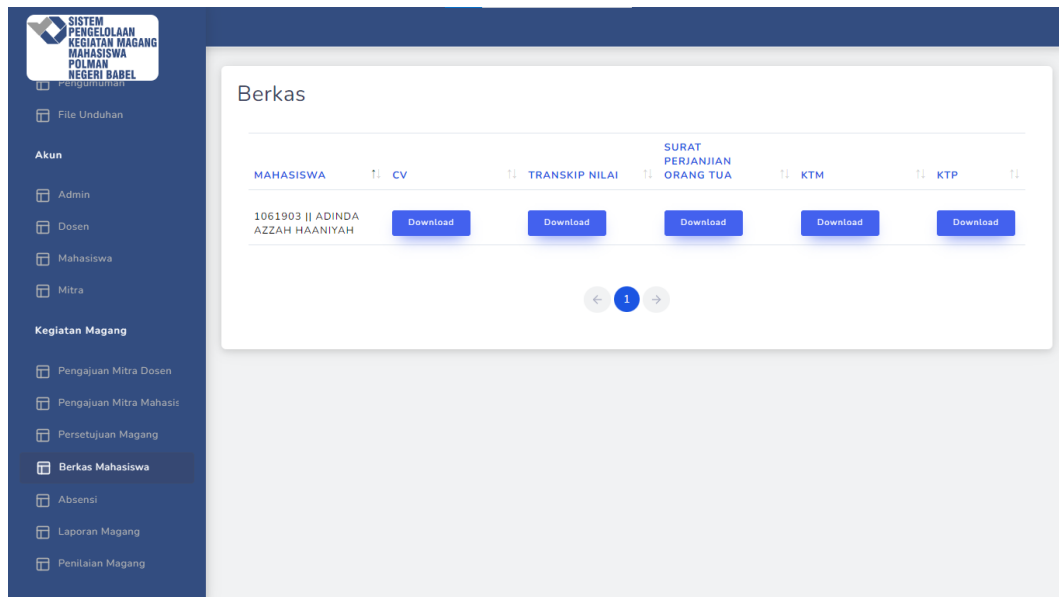 SISTEM
PENGELOLAAN
KEGIATAN MAGANG
MAHASISWA
POLMAN
NEGERI BABEL
Pengumuman
File Unduhan
Akun
Admin
Dosen
Mahasiswa
Mitra
Kegiatan Magang
Pengajuan Mitra Dosen
Pengajuan Mitra Mahasis
Persetujuan Magang
Berkas Mahasiswa
Absensi
Laporan Magang
Penilaian Magang
Berkas
MAHASISWA CV TRANSKIP NILAI SURAT PERJANJIAN ORANG TUA KTM KTP
1061903 || ADINDA
AZZAH HAANIYAH
Download Download Download Download Download
← 1 →